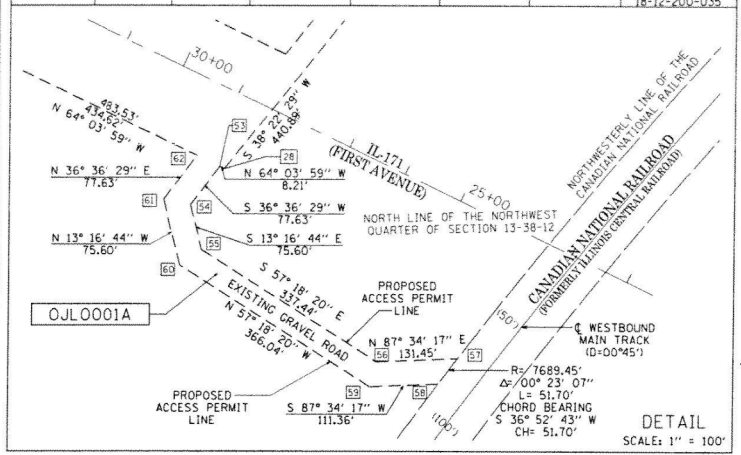 18-12-200-035
30+00
483.53'
434.62'
N 64° 03' 59" W
S 38° 22' 29" W
440.89'
53
28
62
N 64° 03' 59" W
8.21'
IL-171
(FIRST AVENUE)
25+00
NORTHWESTERLY LINE OF THE
CANADIAN NATIONAL RAILROAD
N 36° 36' 29" E
77.63'
61
54
S 36° 36' 29" W
77.63'
NORTH LINE OF THE NORTHWEST
QUARTER OF SECTION 13-38-12
CANADIAN NATIONAL RAILROAD
(FORMERLY ILLINOIS CENTRAL RAILROAD)
N 13° 16' 44" W
75.60'
55
S 13° 16' 44" E
75.60'
60
OJL0001A
S 57° 18' 20" E
337.44'
EXISTING GRAVEL ROAD
N 57° 18' 20" W
366.04'
PROPOSED
ACCESS PERMIT
LINE
(50')
℄ WESTBOUND
MAIN TRACK
(D=00°45')
N 87° 34' 17" E
131.45'
56
57
59
58
PROPOSED
ACCESS PERMIT
LINE
S 87° 34' 17" W
111.36'
(100')
R= 7689.45'
Δ= 00° 23' 07"
L= 51.70'
CHORD BEARING
S 36° 52' 43" W
CH= 51.70'
DETAIL
SCALE: 1" = 100'